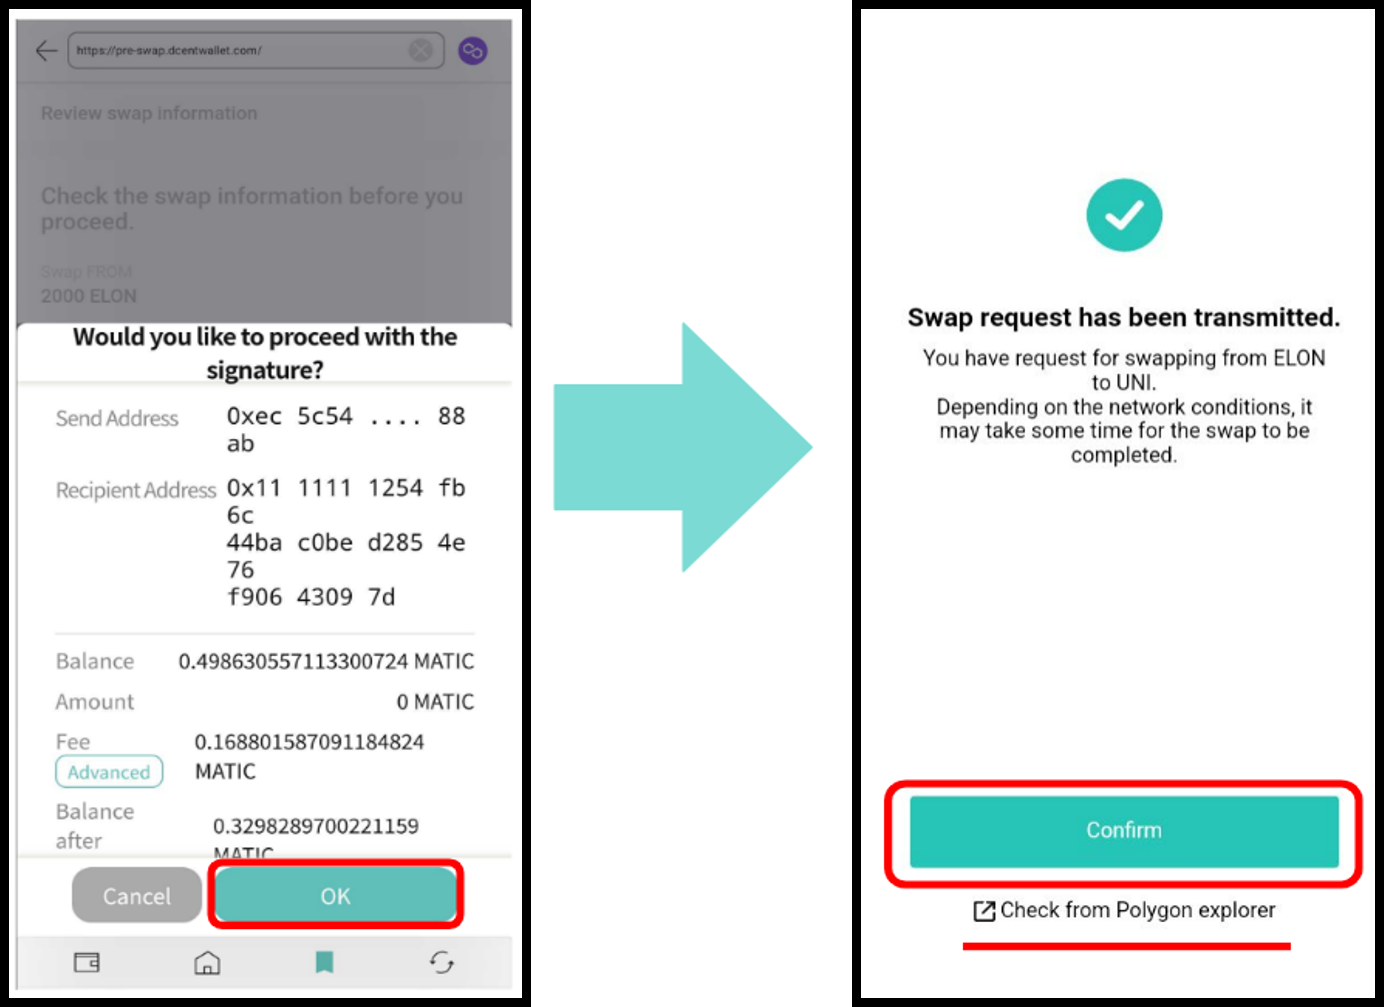 https://pre-swap.dcentwallet.com/
Review swap information
Check the swap information before you
proceed.
Swap FROM
2000 ELON
Would you like to proceed with the
signature?
Send Address 0xec 5c54 .... 88
ab
Recipient Address 0x11 1111 1254 fb
6c
44ba c0be d285 4e
76
f906 4309 7d
Balance 0.498630557113300724 MATIC
Amount 0 MATIC
Fee 0.168801587091184824
Advanced MATIC
Balance
after 0.3298289700221159
MATIC
Cancel OK
Swap request has been transmitted.
You have request for swapping from ELON
to UNI.
Depending on the network conditions, it
may take some time for the swap to be
completed.
Confirm
Check from Polygon explorer